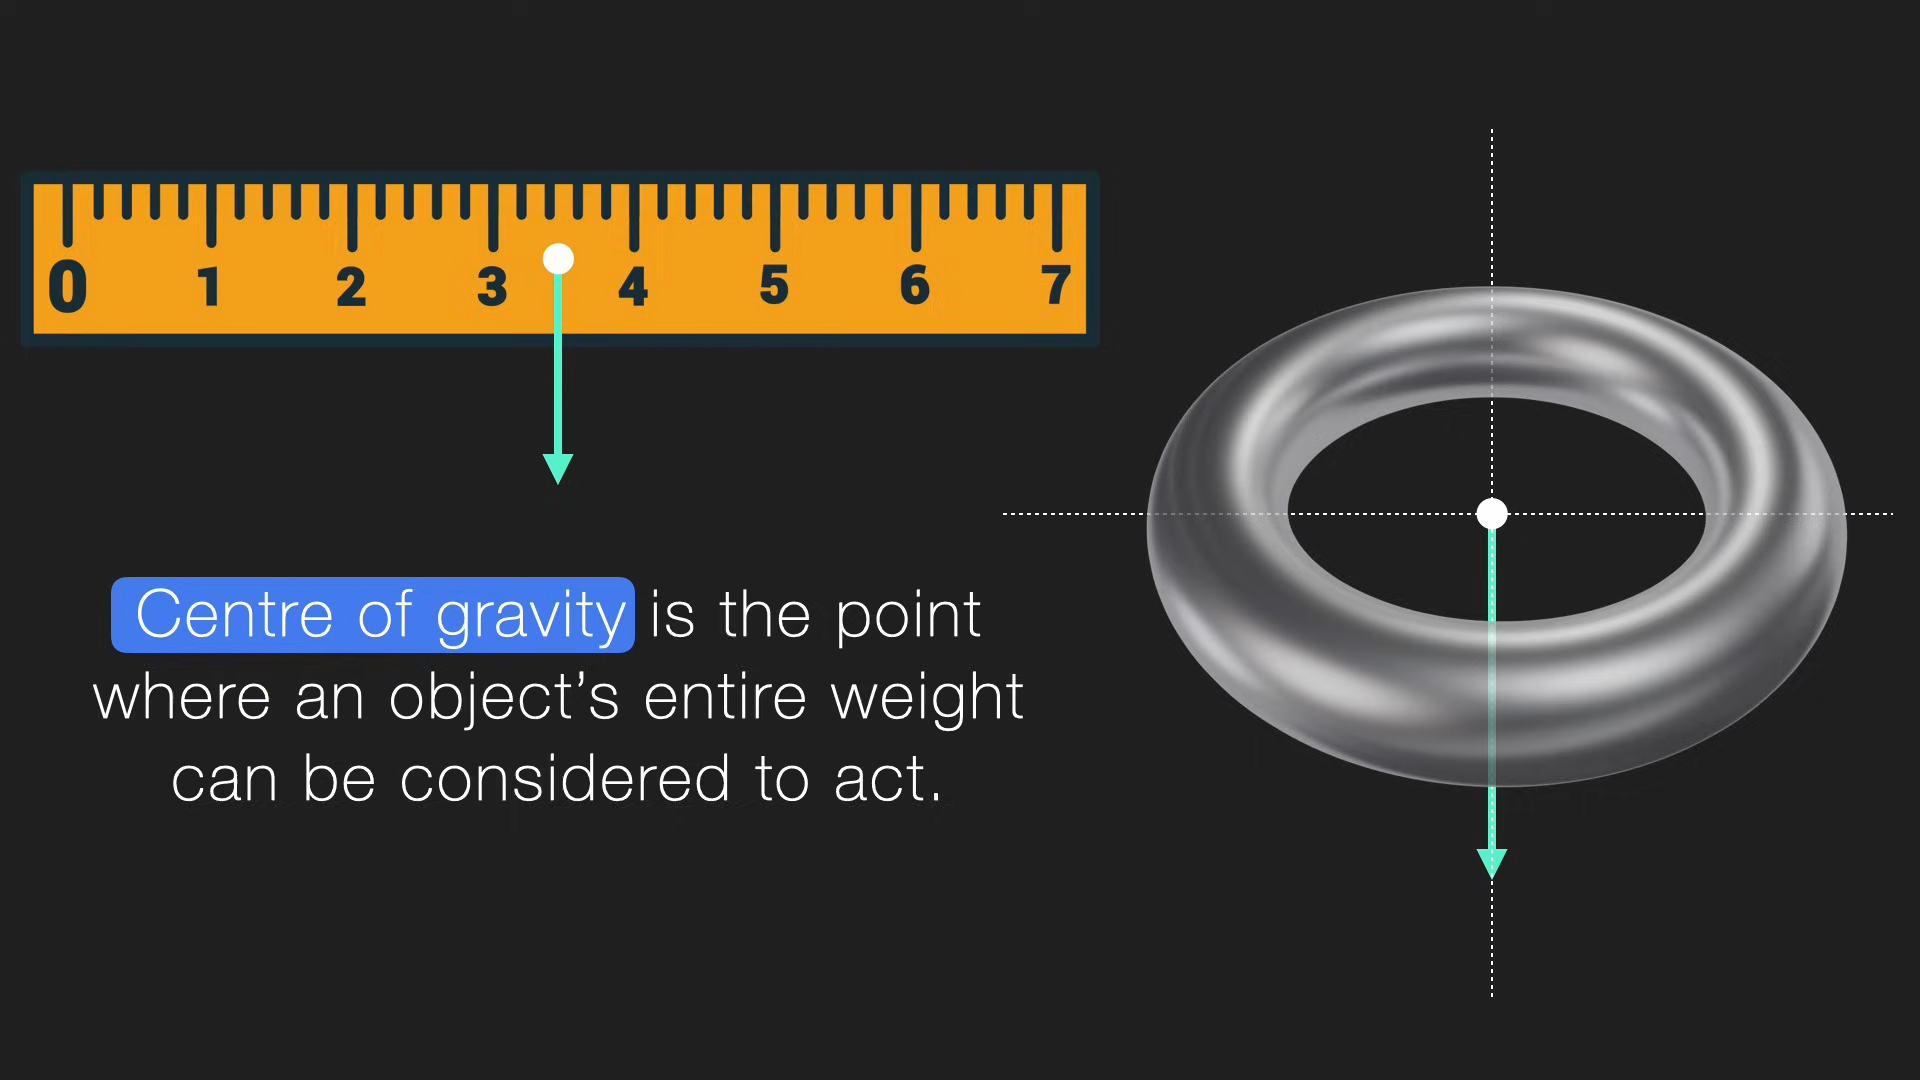 0 1 2 3 4 5 6 7
Centre of gravity is the point
where an object’s entire weight
can be considered to act.